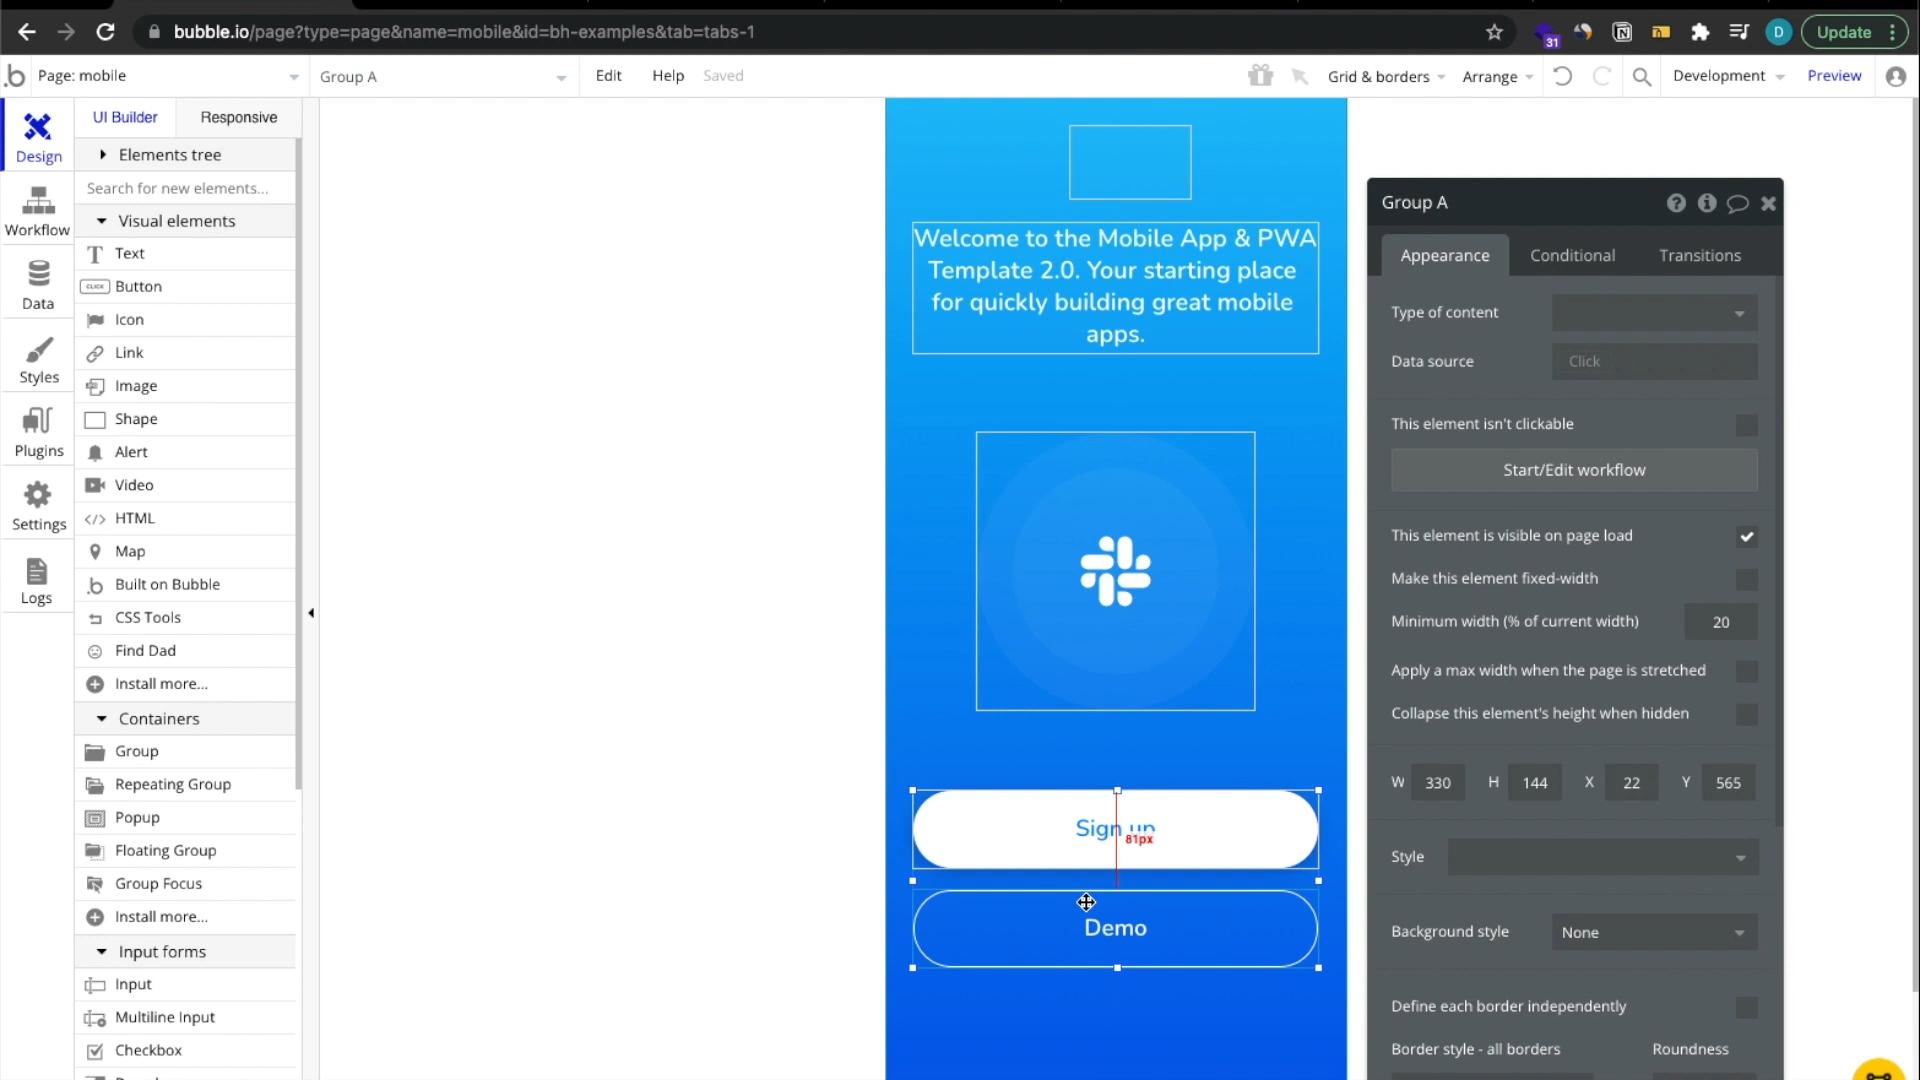 bubble.io/page?type=page&name=mobile&id=bh-examples&tab=tabs-1
31
D
Update
Page: mobile
Group A
Edit
Help
Saved
Grid & borders
Arrange
Development
Preview
Design
Workflow
Data
Styles
Plugins
Settings
Logs
UI Builder
Responsive
Elements tree
Search for new elements...
Visual elements
Text
CLICK
Button
Icon
Link
Image
Shape
Alert
Video
HTML
Map
Built on Bubble
CSS Tools
Find Dad
Install more...
Containers
Group
Repeating Group
Popup
Floating Group
Group Focus
Install more...
Input forms
Input
Multiline Input
Checkbox
Welcome to the Mobile App & PWA
Template 2.0. Your starting place
for quickly building great mobile
apps.
Sign up
81px
Demo
Group A
Appearance
Conditional
Transitions
Type of content
Data source
Click
This element isn't clickable
Start/Edit workflow
This element is visible on page load
Make this element fixed-width
Minimum width (% of current width)
20
Apply a max width when the page is stretched
Collapse this element's height when hidden
W 330 H 144 X 22 Y 565
Style
Background style
None
Define each border independently
Border style - all borders
Roundness